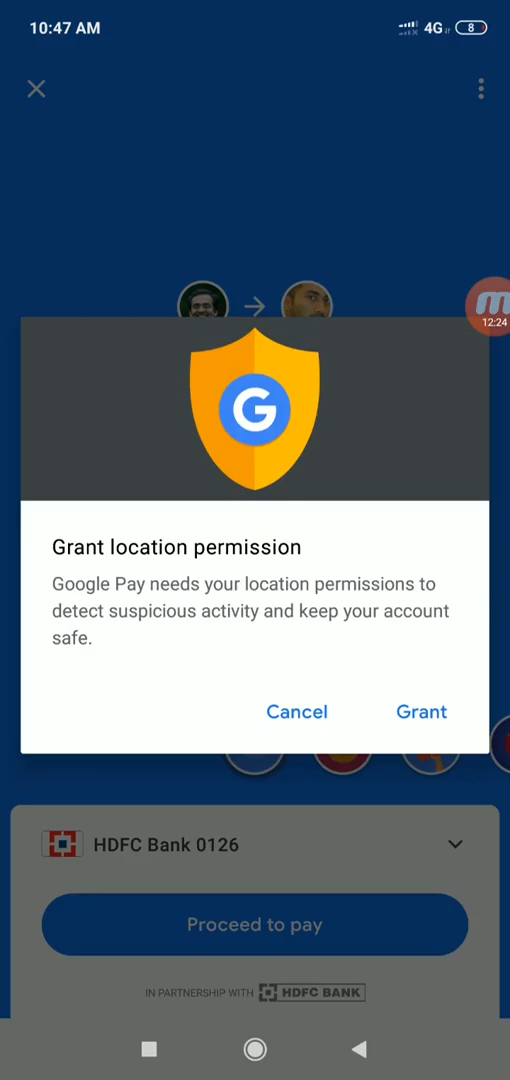 10:47 AM
4G
8
12:24
G
Grant location permission
Google Pay needs your location permissions to
detect suspicious activity and keep your account
safe.
Cancel
Grant
HDFC Bank 0126
Proceed to pay
IN PARTNERSHIP WITH HDFC BANK